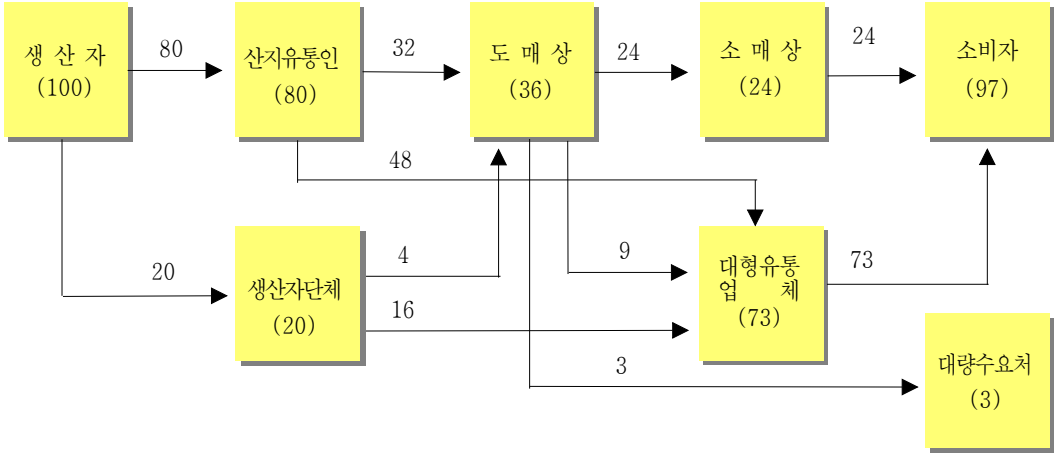 생 산 자
(100)
80
산지유통인
(80)
32
도 매 상
(36)
24
소 매 상
(24)
24
소비자
(97)
48
20
생산자단체
(20)
4
16
9
대형유통
업 체
(73)
73
3
대량수요처
(3)